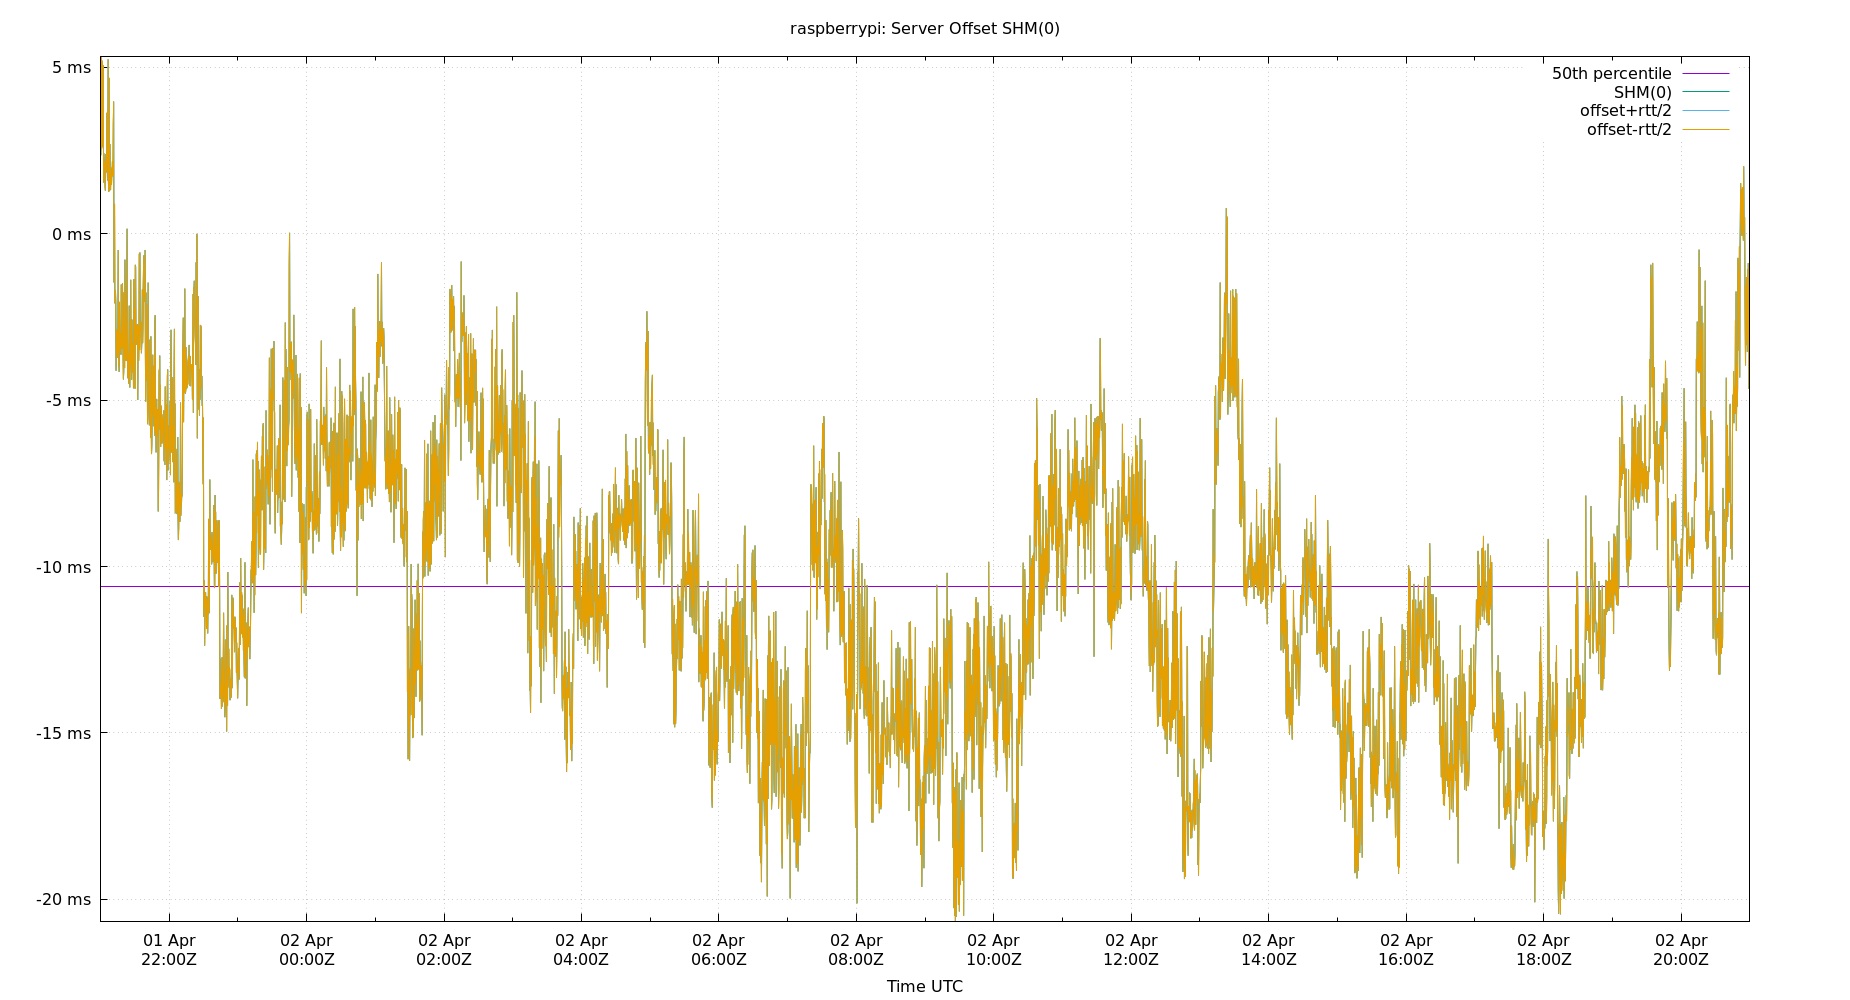 raspberrypi: Server Offset SHM(0)
50th percentile
SHM(0)
offset+rtt/2
offset-rtt/2
5 ms
0 ms
-5 ms
-10 ms
-15 ms
-20 ms
01 Apr 02 Apr 02 Apr 02 Apr 02 Apr 02 Apr 02 Apr 02 Apr 02 Apr 02 Apr 02 Apr 02 Apr
22:00Z 00:00Z 02:00Z 04:00Z 06:00Z 08:00Z 10:00Z 12:00Z 14:00Z 16:00Z 18:00Z 20:00Z
Time UTC